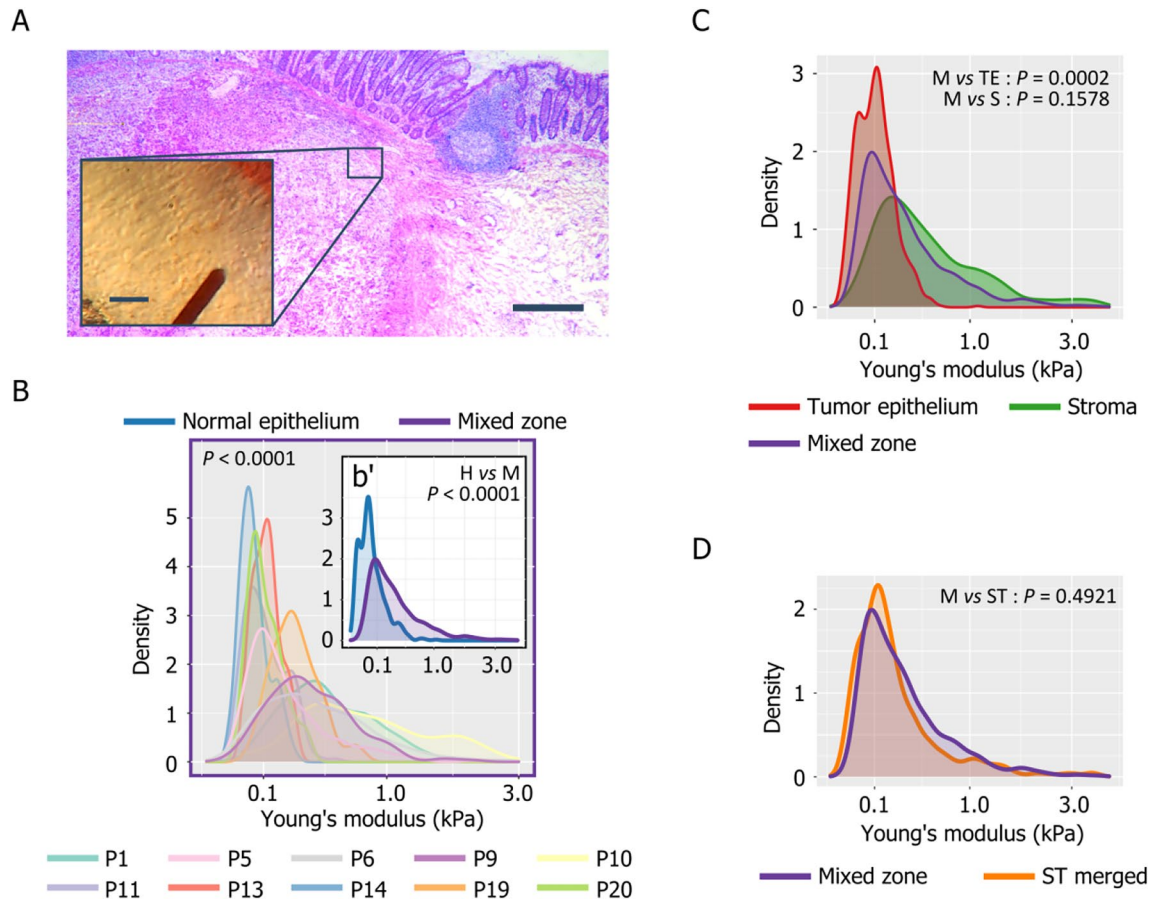 A
B
Normal epithelium Mixed zone
P < 0.0001
b'
H vs M
P < 0.0001
3
2
1
0
0.1 1.0 3.0
Density
5
4
3
2
1
0
0.1 1.0 3.0
Young's modulus (kPa)
P1 P5 P6 P9 P10
P11 P13 P14 P19 P20
C
M vs TE : P = 0.0002
M vs S : P = 0.1578
Density
3
2
1
0
0.1 1.0 3.0
Young's modulus (kPa)
Tumor epithelium Stroma
Mixed zone
D
M vs ST : P = 0.4921
Density
2
1
0
0.1 1.0 3.0
Young's modulus (kPa)
Mixed zone ST merged